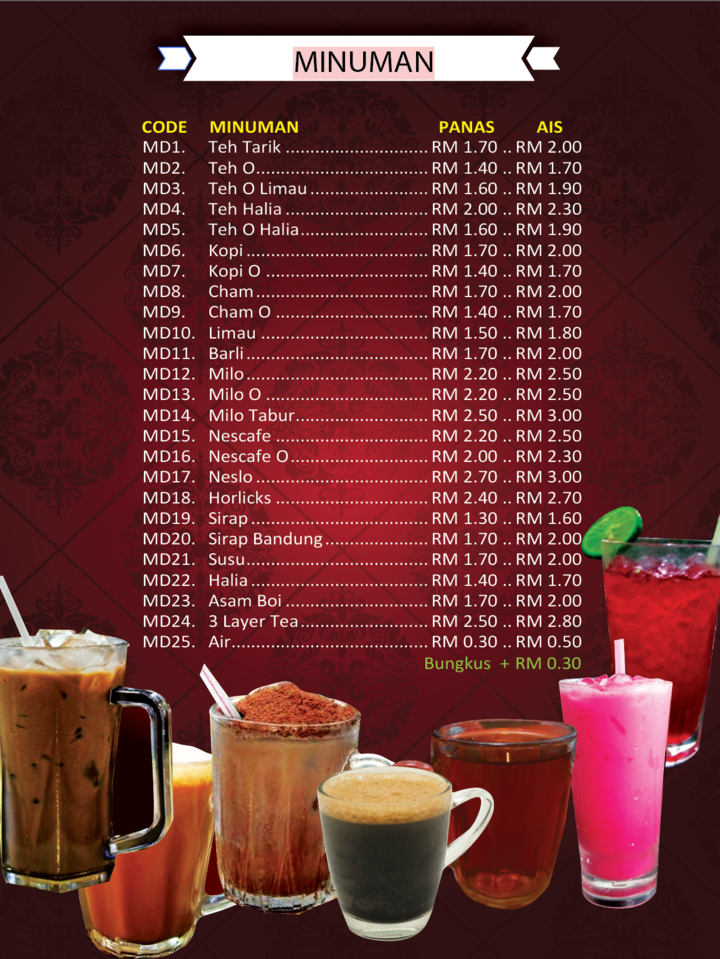 MINUMAN
CODE MINUMAN PANAS AIS
MD1. Teh Tarik ............................. RM 1.70 .. RM 2.00
MD2. Teh O................................... RM 1.40 .. RM 1.70
MD3. Teh O Limau ........................ RM 1.60 .. RM 1.90
MD4. Teh Halia ............................. RM 2.00 .. RM 2.30
MD5. Teh O Halia.......................... RM 1.60 .. RM 1.90
MD6. Kopi ..................................... RM 1.70 .. RM 2.00
MD7. Kopi O ................................. RM 1.40 .. RM 1.70
MD8. Cham ................................... RM 1.70 .. RM 2.00
MD9. Cham O ............................... RM 1.40 .. RM 1.70
MD10. Limau .................................. RM 1.50 .. RM 1.80
MD11. Barli ..................................... RM 1.70 .. RM 2.00
MD12. Milo ..................................... RM 2.20 .. RM 2.50
MD13. Milo O ................................. RM 2.20 .. RM 2.50
MD14. Milo Tabur........................... RM 2.50 .. RM 3.00
MD15. Nescafe ............................... RM 2.20 .. RM 2.50
MD16. Nescafe O............................ RM 2.00 .. RM 2.30
MD17. Neslo ................................... RM 2.70 .. RM 3.00
MD18. Horlicks ............................... RM 2.40 .. RM 2.70
MD19. Sirap .................................... RM 1.30 .. RM 1.60
MD20. Sirap Bandung ..................... RM 1.70 .. RM 2.00
MD21. Susu ..................................... RM 1.70 .. RM 2.00
MD22. Halia .................................... RM 1.40 .. RM 1.70
MD23. Asam Boi ............................. RM 1.70 .. RM 2.00
MD24. 3 Layer Tea.......................... RM 2.50 .. RM 2.80
MD25. Air........................................ RM 0.30 .. RM 0.50
Bungkus + RM 0.30